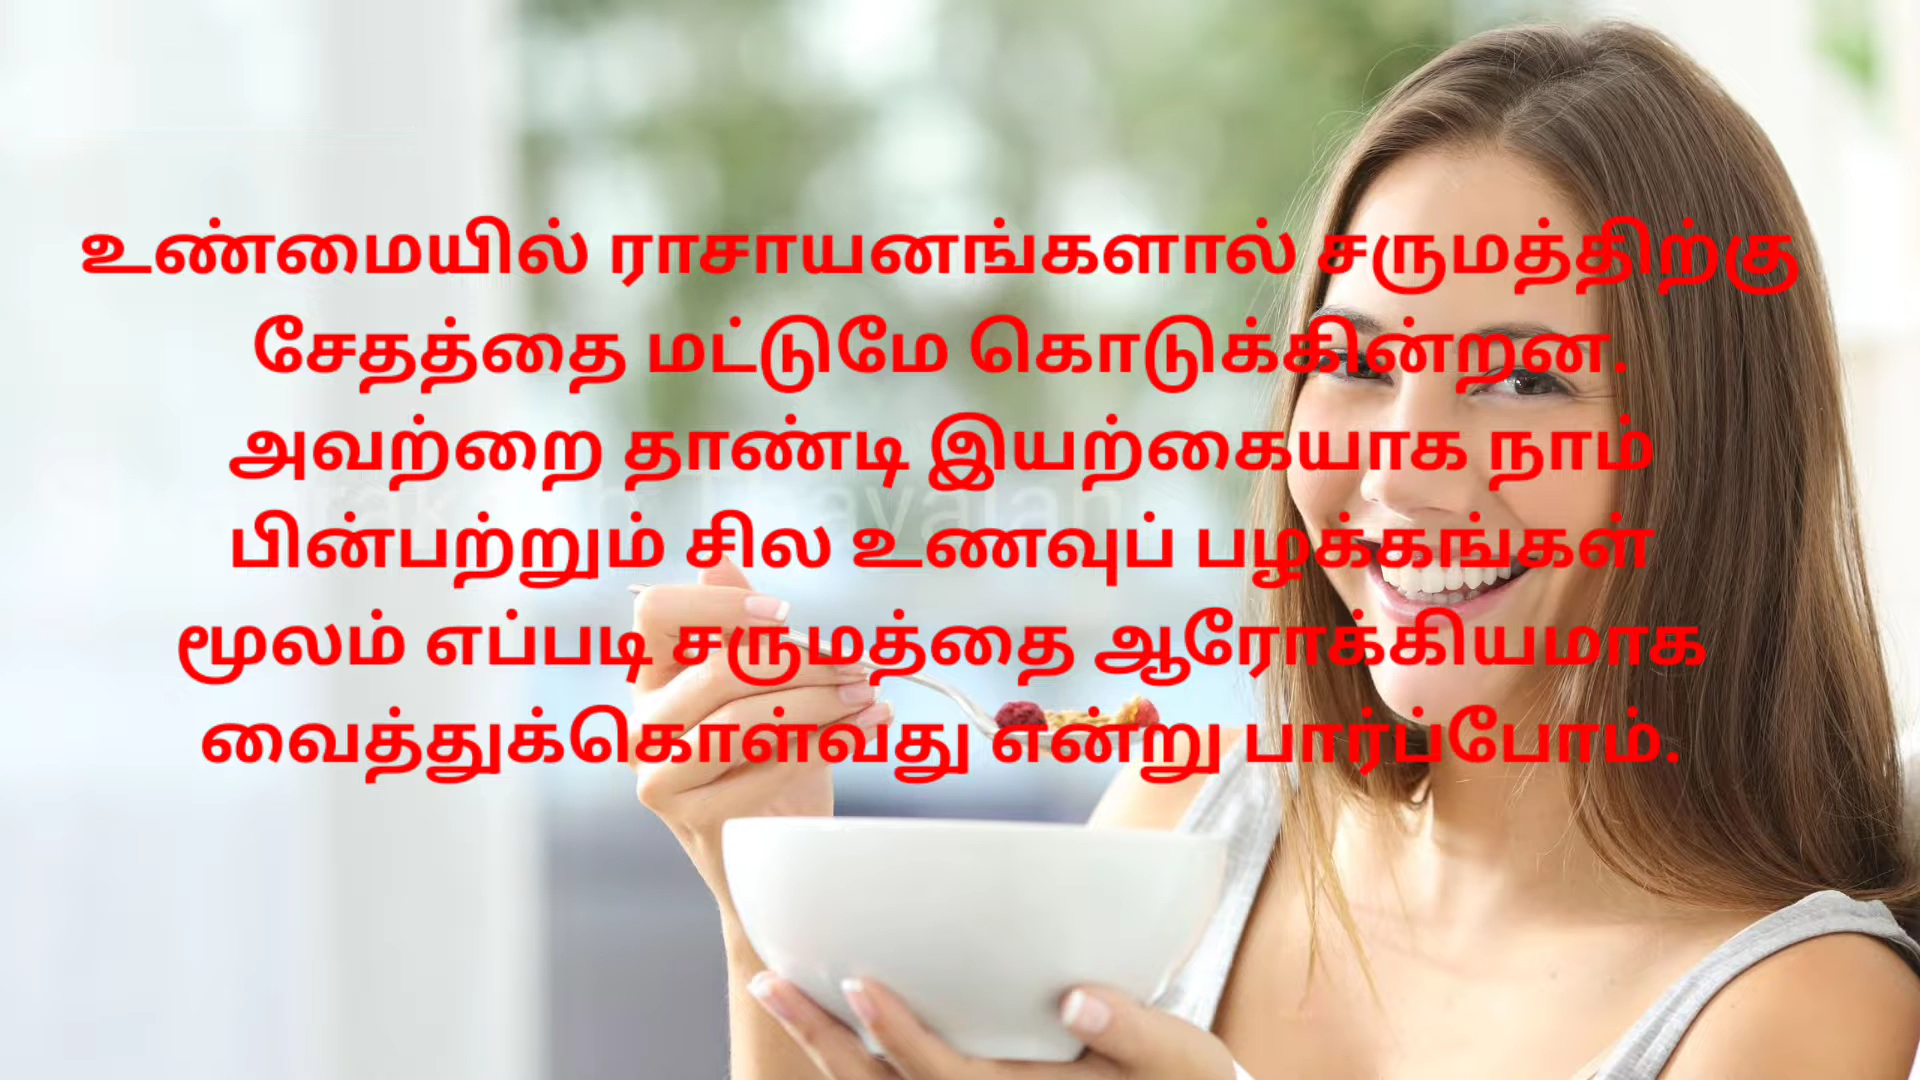 உண்மையில் ராசாயனங்களால் சருமத்திற்கு
சேதத்தை மட்டுமே கொடுக்கின்றன.
அவற்றை தாண்டி இயற்கையாக நாம்
பின்பற்றும் சில உணவுப் பழக்கங்கள்
மூலம் எப்படி சருமத்தை ஆரோக்கியமாக
வைத்துக்கொள்வது என்று பார்ப்போம்.